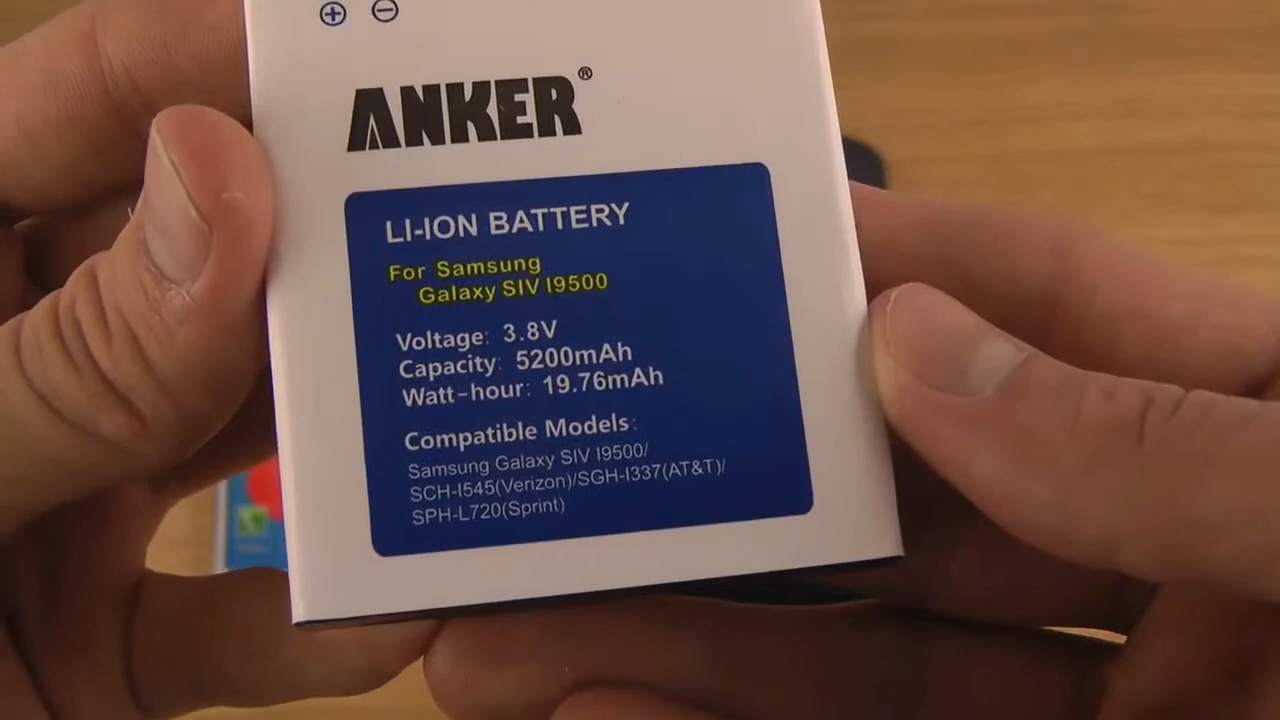 ANKER®
LI-ION BATTERY
For Samsung
Galaxy SIV I9500
Voltage: 3.8V
Capacity: 5200mAh
Watt-hour: 19.76mAh
Compatible Models:
Samsung Galaxy SIV I9500/
SCH-I545(Verizon)/SGH-I337(AT&T)/
SPH-L720(Sprint)